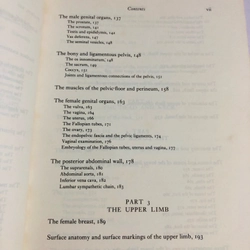 Contents vii
The male genital organs, 137
The prostate, 137
The scrotum, 141
Testis and epididymis, 142
Vas deferens, 147
The seminal vesicles, 148
The bony and ligamentous pelvis, 148
The os innominatum, 148
The sacrum, 149
Coccyx, 151
Joints and ligamentous connections of the pelvis, 151
The muscles of the pelvic floor and perineum, 158
The female genital organs, 163
The vulva, 163
The vagina, 164
The uterus, 166
The Fallopian tubes, 171
The ovary, 173
The endopelvic fascia and the pelvic ligaments, 174
Vaginal examination, 176
Embryology of the Fallopian tubes, uterus and vagina, 177
The posterior abdominal wall, 178
The suprarenals, 180
Abdominal aorta, 181
Inferior vena cava, 182
Lumbar sympathetic chain, 183
PART 3
THE UPPER LIMB
The female breast, 189
Surface anatomy and surface markings of the upper limb, 193